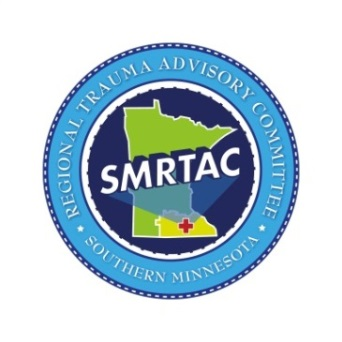 REGIONAL TRAUMA ADVISORY COMMITTEE
SMRTAC
SOUTHERN MINNESOTA